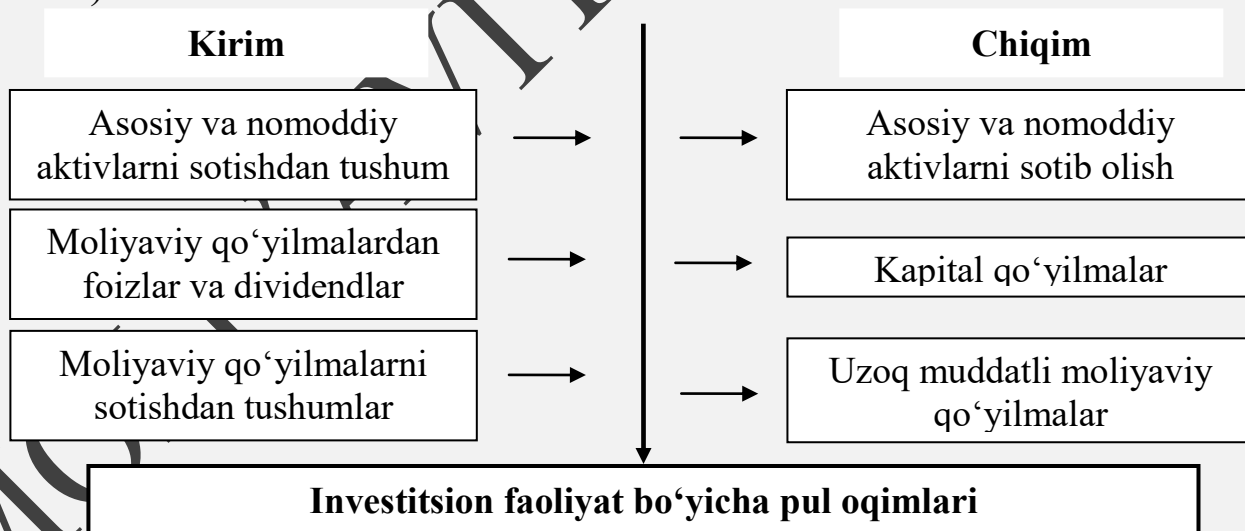 Kirim
Chiqim
Asosiy va nomoddiy
aktivlarni sotishdan tushum
Asosiy va nomoddiy
aktivlarni sotib olish
Moliyaviy qo‘yilmalardan
foizlar va dividendlar
Kapital qo‘yilmalar
Moliyaviy qo‘yilmalarni
sotishdan tushumlar
Uzoq muddatli moliyaviy
qo‘yilmalar
Investitsion faoliyat bo‘yicha pul oqimlari